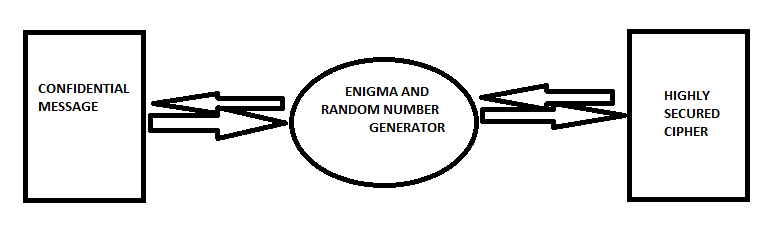 CONFIDENTIAL
MESSAGE
ENIGMA AND
RANDOM NUMBER
GENERATOR
HIGHLY
SECURED
CIPHER